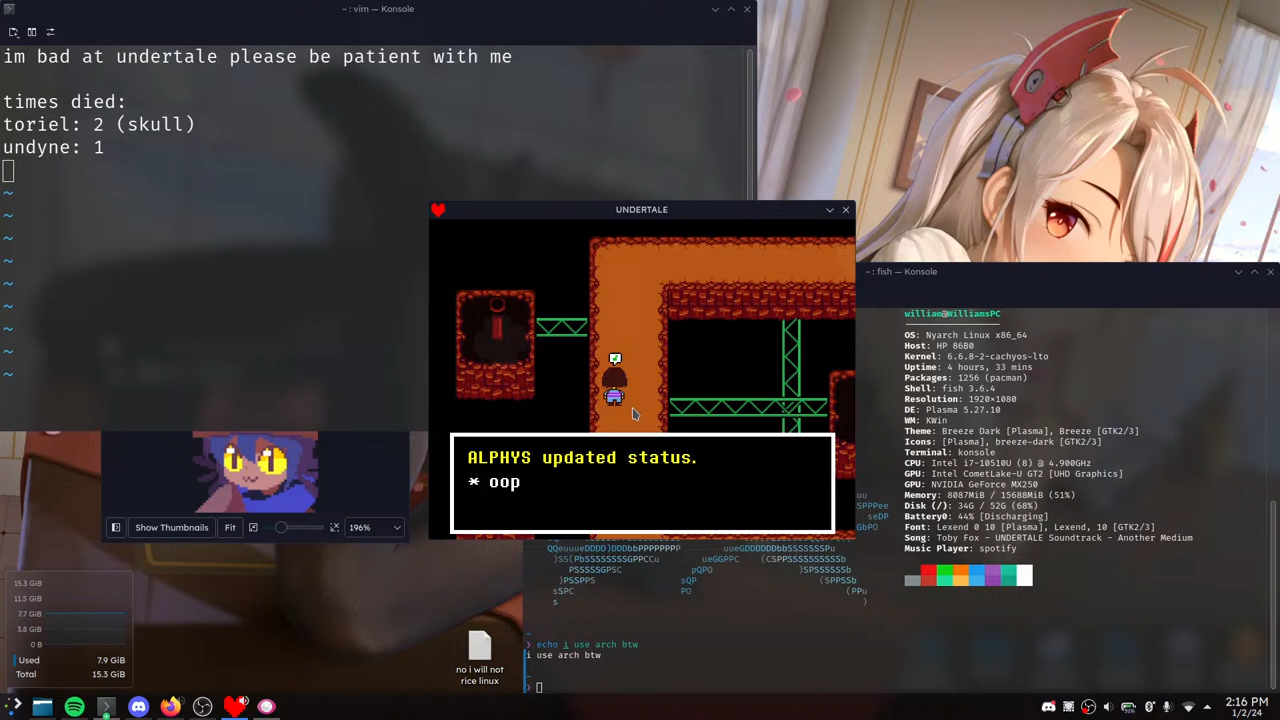 ~ : vim — Konsole
im bad at undertale please be patient with me
times died:
toriel: 2 (skull)
undyne: 1
~
~
~
~
~
~
~
~
~
UNDERTALE
ALPHYS updated status.
* oop
~ : fish — Konsole
william@WilliamsPC
OS: Nyarch Linux x86_64
Host: HP 86B0
Kernel: 6.6.8-2-cachyos-lto
Uptime: 4 hours, 33 mins
Packages: 1256 (pacman)
Shell: fish 3.6.4
Resolution: 1920×1080
DE: Plasma 5.27.10
WM: KWin
Theme: Breeze Dark [Plasma], Breeze [GTK2/3]
Icons: [Plasma], breeze-dark [GTK2/3]
Terminal: konsole
CPU: Intel i7-10510U (8) @ 4.900GHz
GPU: Intel CometLake-U GT2 [UHD Graphics]
GPU: NVIDIA GeForce MX250
Memory: 8087MiB / 15688MiB (51%)
Disk (/): 34G / 52G (68%)
Battery0: 44% [Discharging]
Font: Lexend 0 10 [Plasma], Lexend, 10 [GTK2/3]
Song: Toby Fox - UNDERTALE Soundtrack - Another Medium
Music Player: spotify
Show Thumbnails
Fit
196%
~
❯ echo i use arch btw
i use arch btw
~
❯
15.3 GiB
11.5 GiB
7.7 GiB
3.8 GiB
0 B
Used 7.9 GiB
Total 15.3 GiB
no i will not
rice linux
2:16 PM
1/2/24